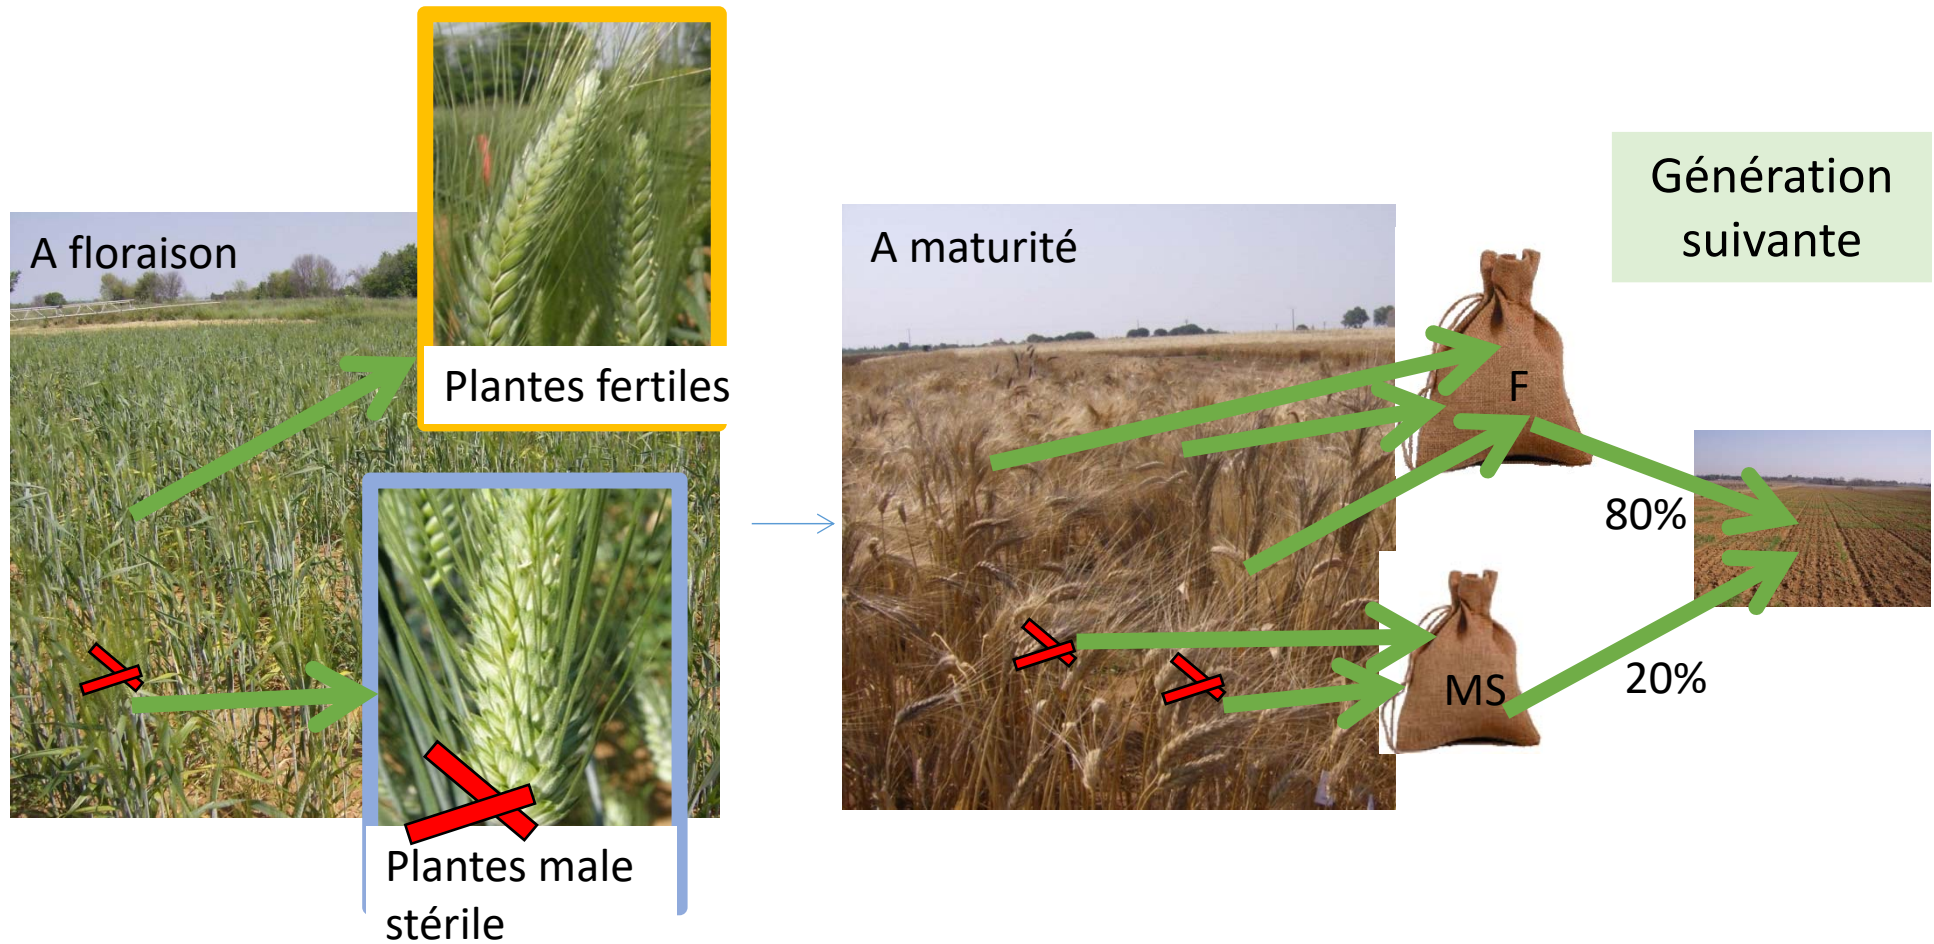 A floraison
Plantes fertiles
Plantes male
stérile
A maturité
F
MS
80%
20%
Génération
suivante